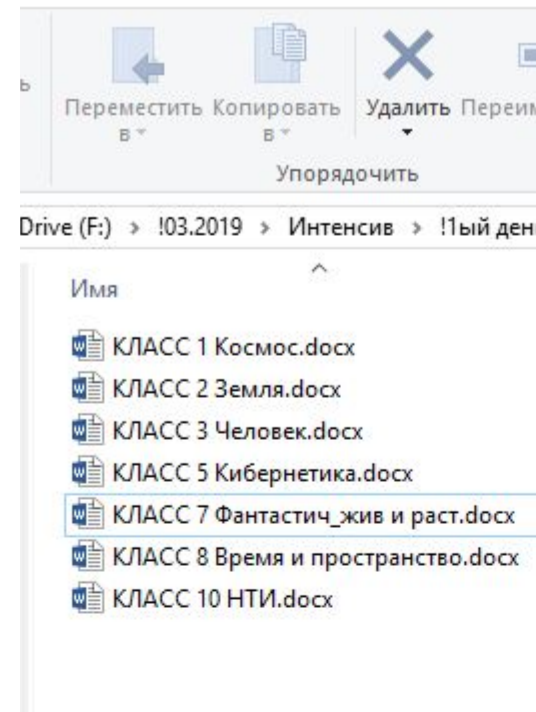 ь
Переместить Копировать Удалить Переим
в в
Упорядочить
Drive (F:) > !03.2019 > Интенсив > !1ый ден
Имя
КЛАСС 1 Космос.docx
КЛАСС 2 Земля.docx
КЛАСС 3 Человек.docx
КЛАСС 5 Кибернетика.docx
КЛАСС 7 Фантастич_жив и раст.docx
КЛАСС 8 Время и пространство.docx
КЛАСС 10 НТИ.docx